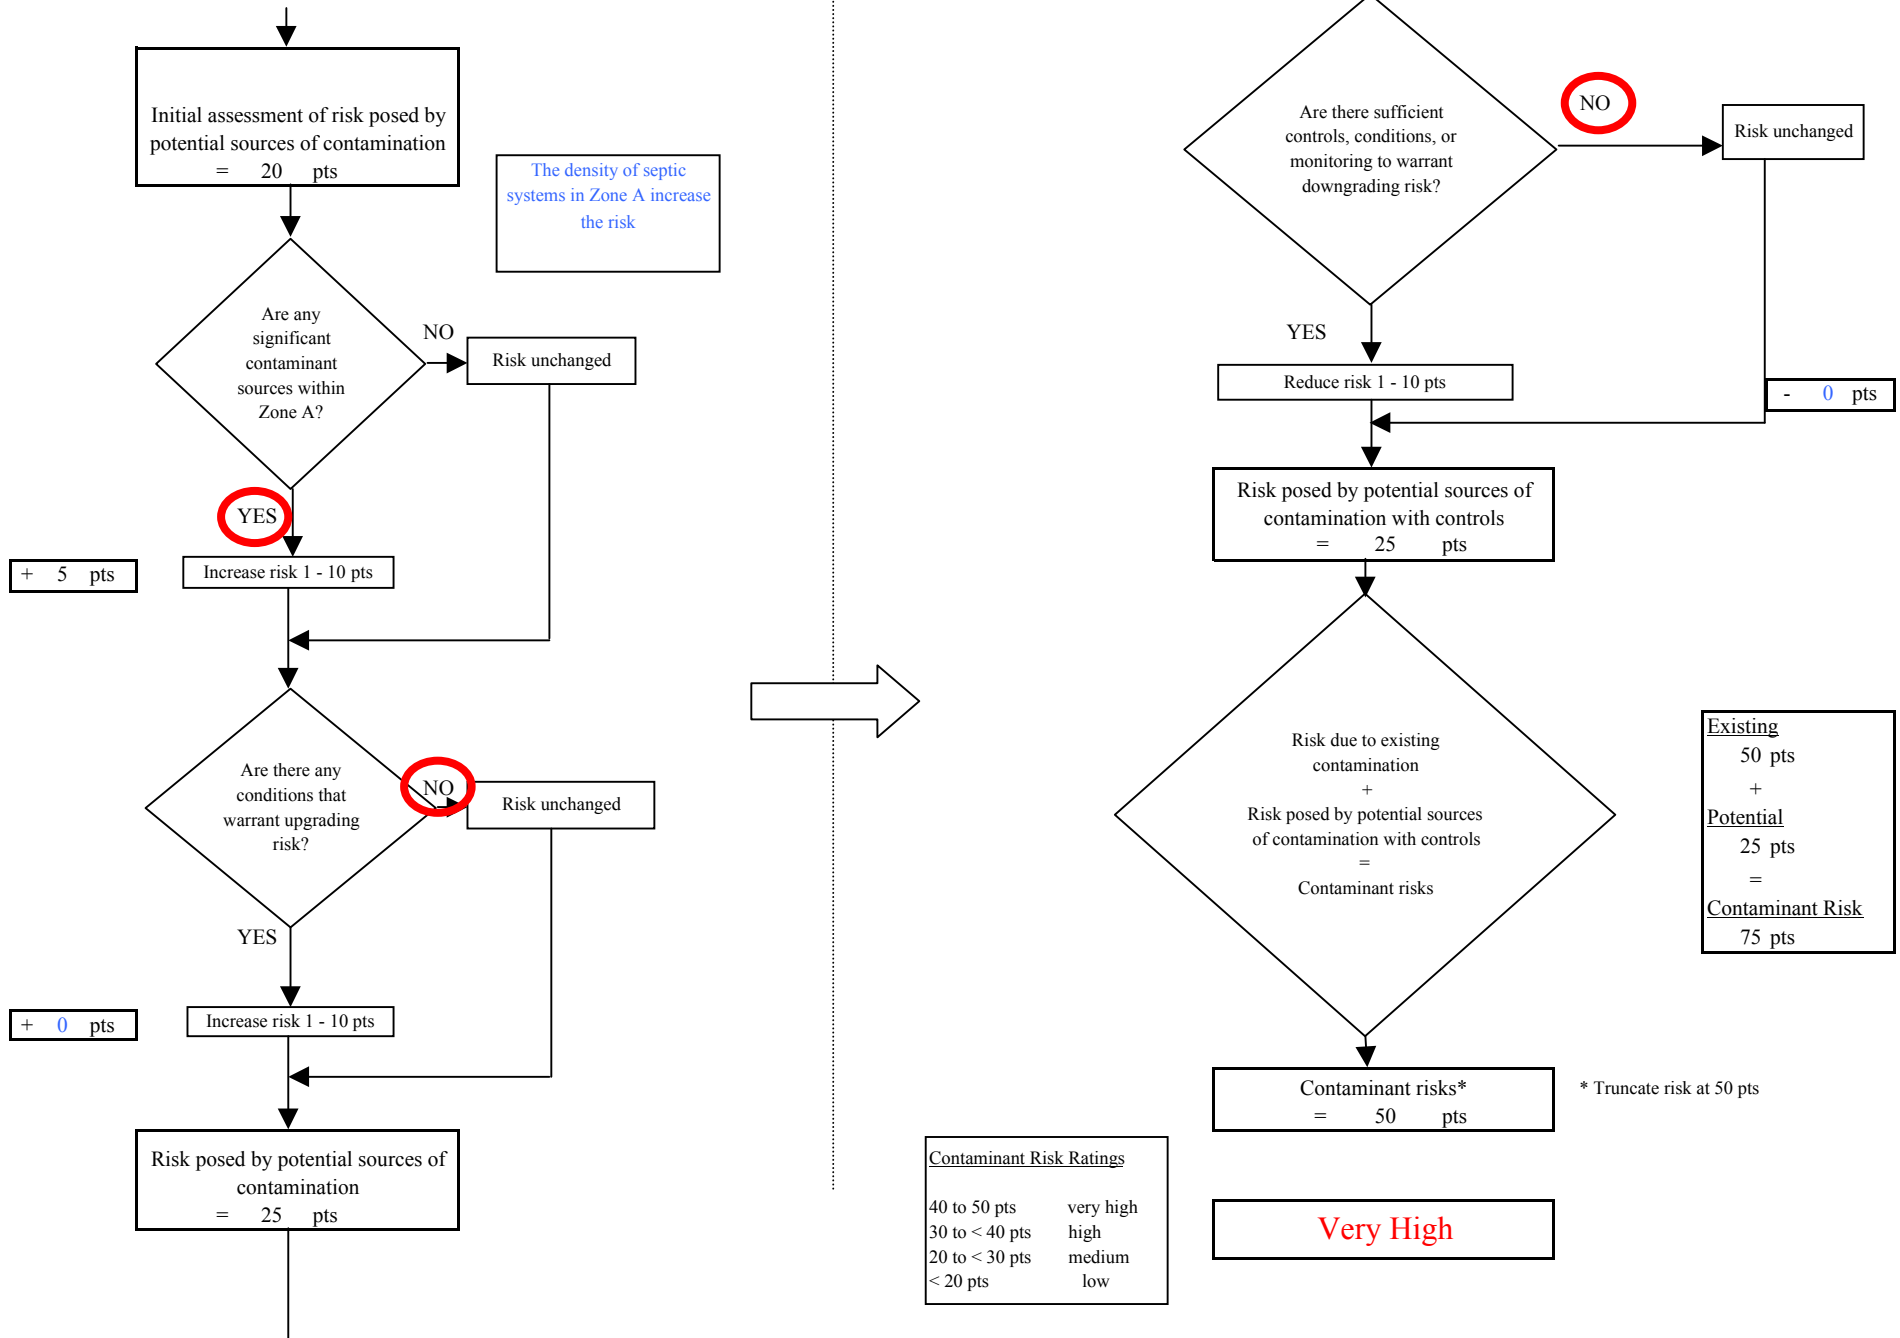 Initial assessment of risk posed by
potential sources of contamination
= 20 pts
The density of septic
systems in Zone A increase
the risk
Are any
significant
contaminant
sources within
Zone A?
NO
Risk unchanged
YES
+ 5 pts
Increase risk 1 - 10 pts
Are there any
conditions that
warrant upgrading
risk?
NO
Risk unchanged
YES
+ 0 pts
Increase risk 1 - 10 pts
Risk posed by potential sources of
contamination
= 25 pts
Are there sufficient
controls, conditions, or
monitoring to warrant
downgrading risk?
NO
Risk unchanged
YES
Reduce risk 1 - 10 pts
- 0 pts
Risk posed by potential sources of
contamination with controls
= 25 pts
Risk due to existing
contamination
+
Risk posed by potential sources
of contamination with controls
=
Contaminant risks
Existing
50 pts
+
Potential
25 pts
=
Contaminant Risk
75 pts
Contaminant risks*
= 50 pts
* Truncate risk at 50 pts
Contaminant Risk Ratings
40 to 50 pts very high
30 to < 40 pts high
20 to < 30 pts medium
< 20 pts low
Very High